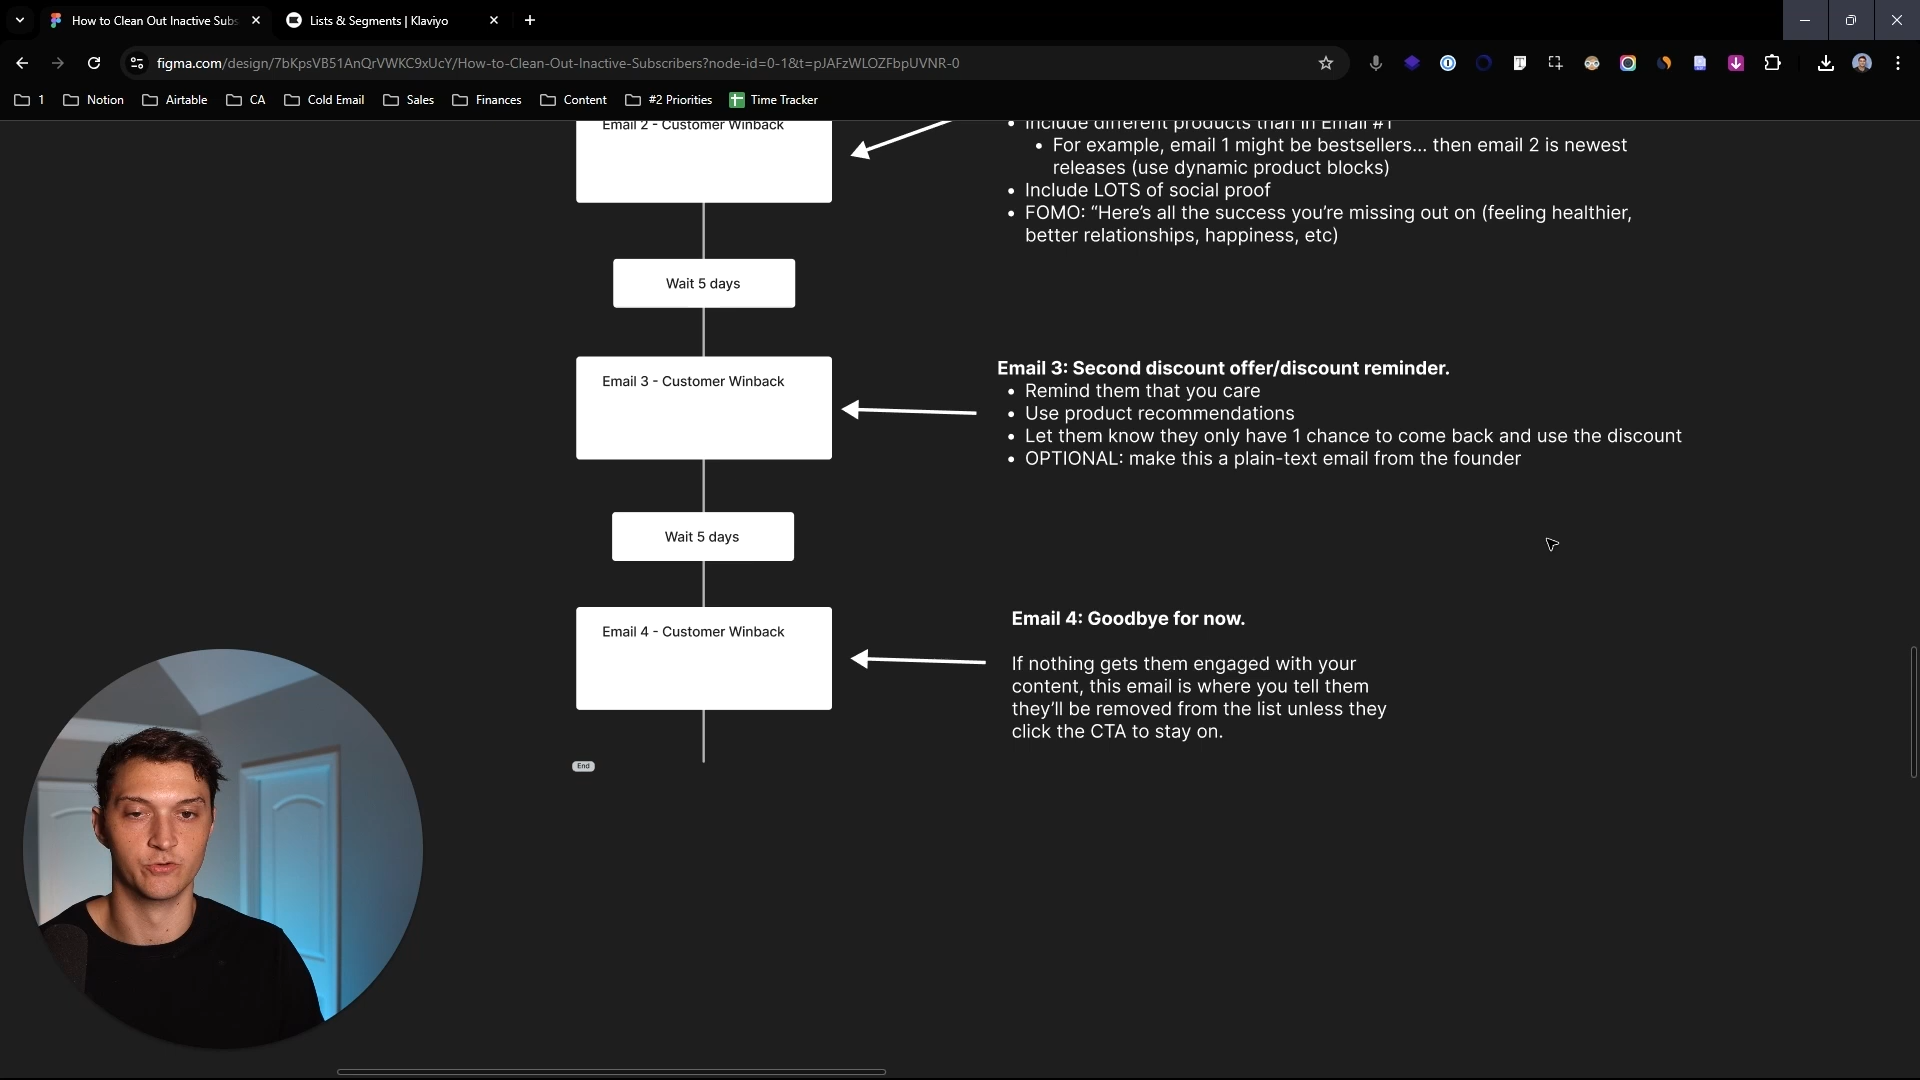 How to Clean Out Inactive Subs
Lists & Segments | Klaviyo
figma.com/design/7bKpsVB51AnQrVWKC9xUcY/How-to-Clean-Out-Inactive-Subscribers?node-id=0-1&t=pJAFzWLOZFbpUVNR-0
1
Notion
Airtable
CA
Cold Email
Sales
Finances
Content
#2 Priorities
Time Tracker
Email 2 - Customer Winback
• Include different products than in Email #1
• For example, email 1 might be bestsellers... then email 2 is newest
releases (use dynamic product blocks)
• Include LOTS of social proof
• FOMO: “Here’s all the success you’re missing out on (feeling healthier,
better relationships, happiness, etc)
Wait 5 days
Email 3 - Customer Winback
Email 3: Second discount offer/discount reminder.
• Remind them that you care
• Use product recommendations
• Let them know they only have 1 chance to come back and use the discount
• OPTIONAL: make this a plain-text email from the founder
Wait 5 days
Email 4 - Customer Winback
Email 4: Goodbye for now.
If nothing gets them engaged with your
content, this email is where you tell them
they’ll be removed from the list unless they
click the CTA to stay on.
End